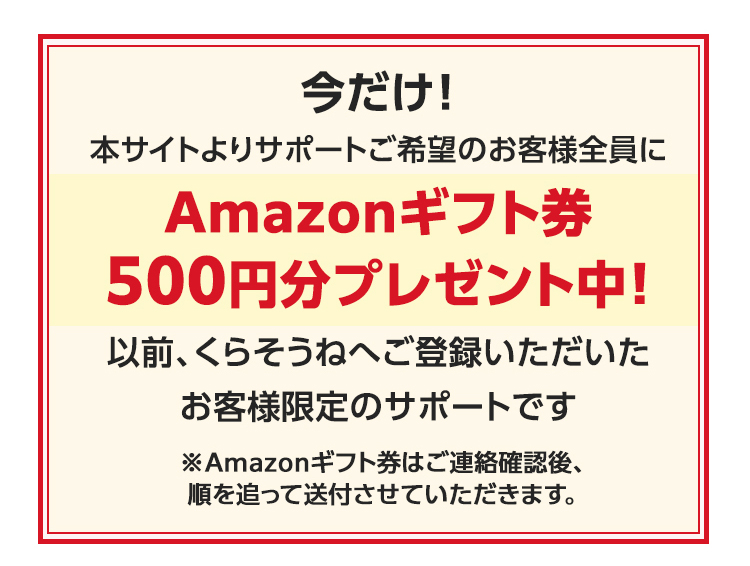 今だけ！
本サイトよりサポートご希望のお客様全員に
Amazonギフト券
500円分プレゼント中！
以前、くらそうねへご登録いただいた
お客様限定のサポートです
※Amazonギフト券はご連絡確認後、
順を追って送付させていただきます。